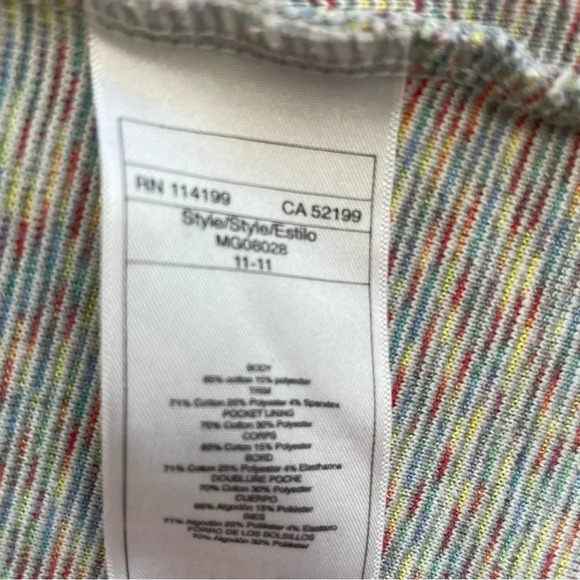 RN 114199 CA 52199
Style/Style/Estilo
MG08028
11-11
BODY
85% cotton 15% polyester
TRIM
71% Cotton 25% Polyester 4% Spandex
POCKET LINING
70% Cotton 30% Polyester
CORPS
85% Coton 15% Polyester
BORD
71% Coton 25% Polyester 4% Elasthanne
DOUBLURE POCHE
70% Coton 30% Polyester
CUERPO
85% Algodón 15% Poliéster
BIES
71% Algodón 25% Poliéster 4% Elastano
FORRO DE LOS BOLSILLOS
70% Algodón 30% Poliéster